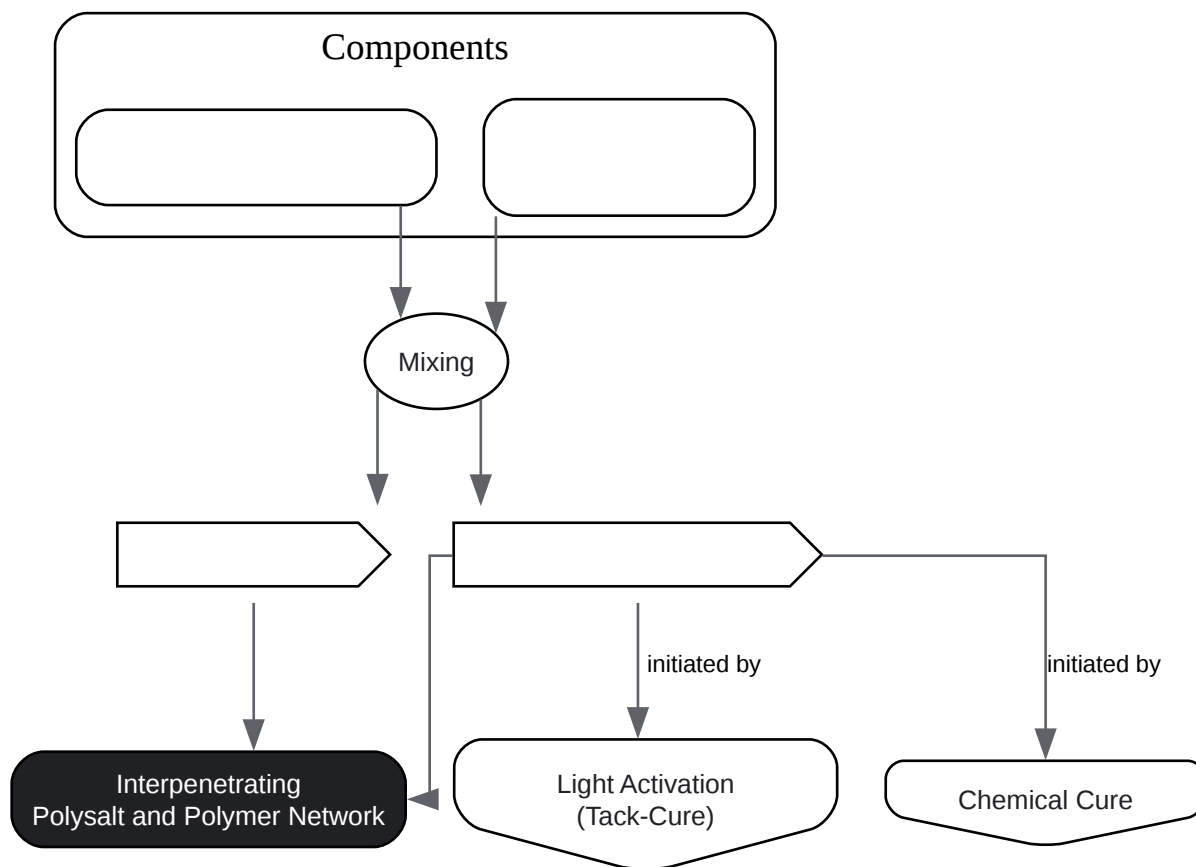 Components
Mixing
initiated by
initiated by
Interpenetrating
Polysalt and Polymer Network
Light Activation
(Tack-Cure)
Chemical Cure